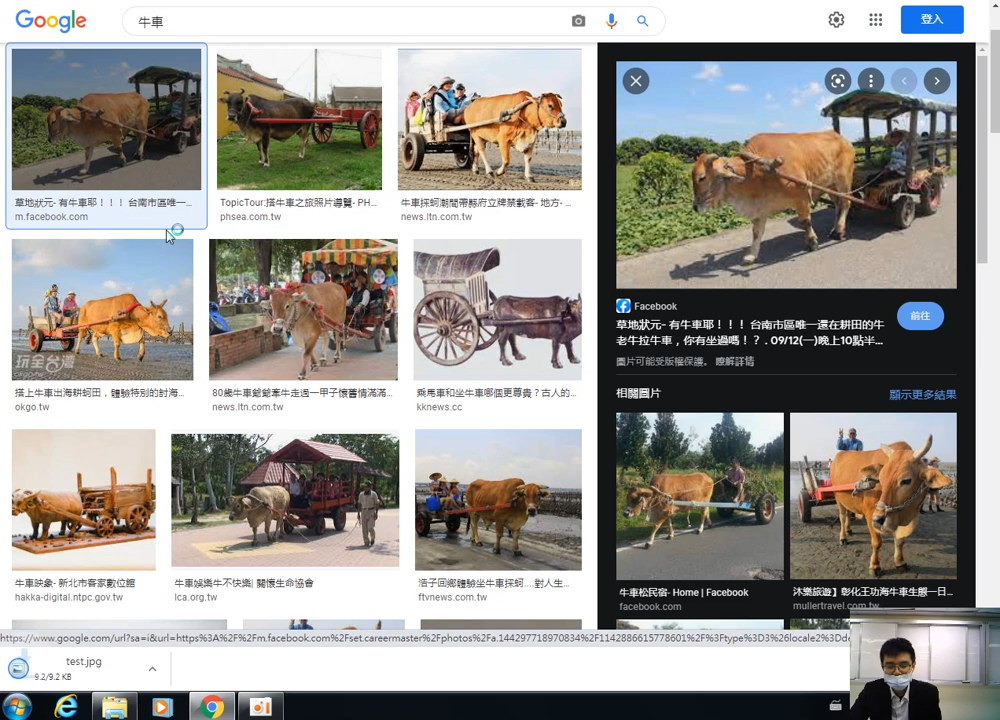 Google
牛車
登入
草地狀元- 有牛車耶！！！ 台南市區唯一...
m.facebook.com
TopicTour:搭牛車之旅照片導覽- PH...
phsea.com.tw
牛車採蚵潮間帶縣府立牌禁載客- 地方- ...
news.ltn.com.tw
玩全台灣
搭上牛車出海耕蚵田，體驗特別的討海...
okgo.tw
80歲牛車爺爺牽牛走過一甲子懷舊情滿滿...
news.ltn.com.tw
乘馬車和坐牛車哪個更尊貴？古人的...
kknews.cc
牛車映象- 新北市客家數位館
hakka-digital.ntpc.gov.tw
牛車娛樂牛不快樂| 關懷生命協會
lca.org.tw
浩子回鄉體驗坐牛車採蚵....對人生...
ftvnews.com.tw
Facebook
草地狀元- 有牛車耶！！！ 台南市區唯一還在耕田的牛
老牛拉牛車，你有坐過嗎！？ . 09/12(一)晚上10點半...
圖片可能受版權保護。 瞭解詳情
前往
相關圖片
顯示更多結果
牛車松民宿- Home | Facebook
facebook.com
沐樂旅遊】彰化王功海牛車生態一日...
mullertravel.com.tw
https://www.google.com/url?sa=i&url=https%3A%2F%2Fm.facebook.com%2Fset.careermaster%2Fphotos%2Fa.144297718970834%2F1142886615778601%2F%3Ftype%3D3%26locale2%3Dd
test.jpg
9.2/9.2 KB